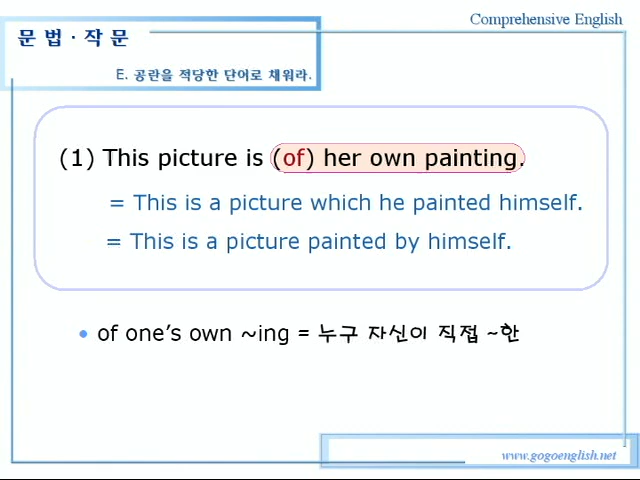 Comprehensive English
문 법 · 작 문
E. 공란을 적당한 단어로 채워라.
(1) This picture is (of) her own painting.
= This is a picture which he painted himself.
= This is a picture painted by himself.
• of one's own ~ing = 누구 자신이 직접 ~한
www.gogoenglish.net